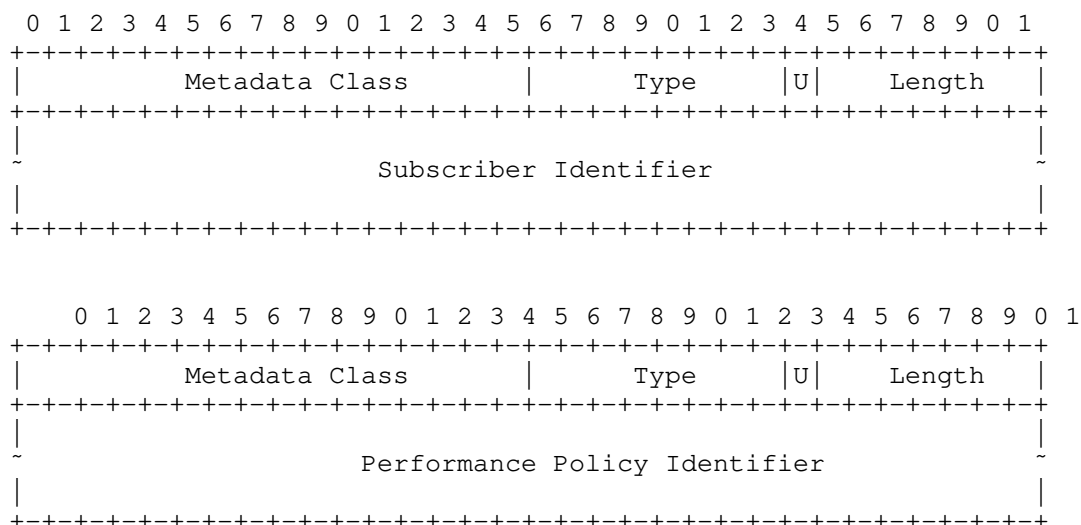 0 1 2 3 4 5 6 7 8 9 0 1 2 3 4 5 6 7 8 9 0 1 2 3 4 5 6 7 8 9 0 1
+-+-+-+-+-+-+-+-+-+-+-+-+-+-+-+-+-+-+-+-+-+-+-+-+-+-+-+-+-+-+-+-+
|          Metadata Class       |      Type     |U|    Length   |
+-+-+-+-+-+-+-+-+-+-+-+-+-+-+-+-+-+-+-+-+-+-+-+-+-+-+-+-+-+-+-+-+
|                                                               |
~                      Subscriber Identifier                    ~
|                                                               |
+-+-+-+-+-+-+-+-+-+-+-+-+-+-+-+-+-+-+-+-+-+-+-+-+-+-+-+-+-+-+-+-+

    0 1 2 3 4 5 6 7 8 9 0 1 2 3 4 5 6 7 8 9 0 1 2 3 4 5 6 7 8 9 0 1
+-+-+-+-+-+-+-+-+-+-+-+-+-+-+-+-+-+-+-+-+-+-+-+-+-+-+-+-+-+-+-+-+
|          Metadata Class       |      Type     |U|    Length   |
+-+-+-+-+-+-+-+-+-+-+-+-+-+-+-+-+-+-+-+-+-+-+-+-+-+-+-+-+-+-+-+-+
|                                                               |
~                     Performance Policy Identifier             ~
|                                                               |
+-+-+-+-+-+-+-+-+-+-+-+-+-+-+-+-+-+-+-+-+-+-+-+-+-+-+-+-+-+-+-+-+